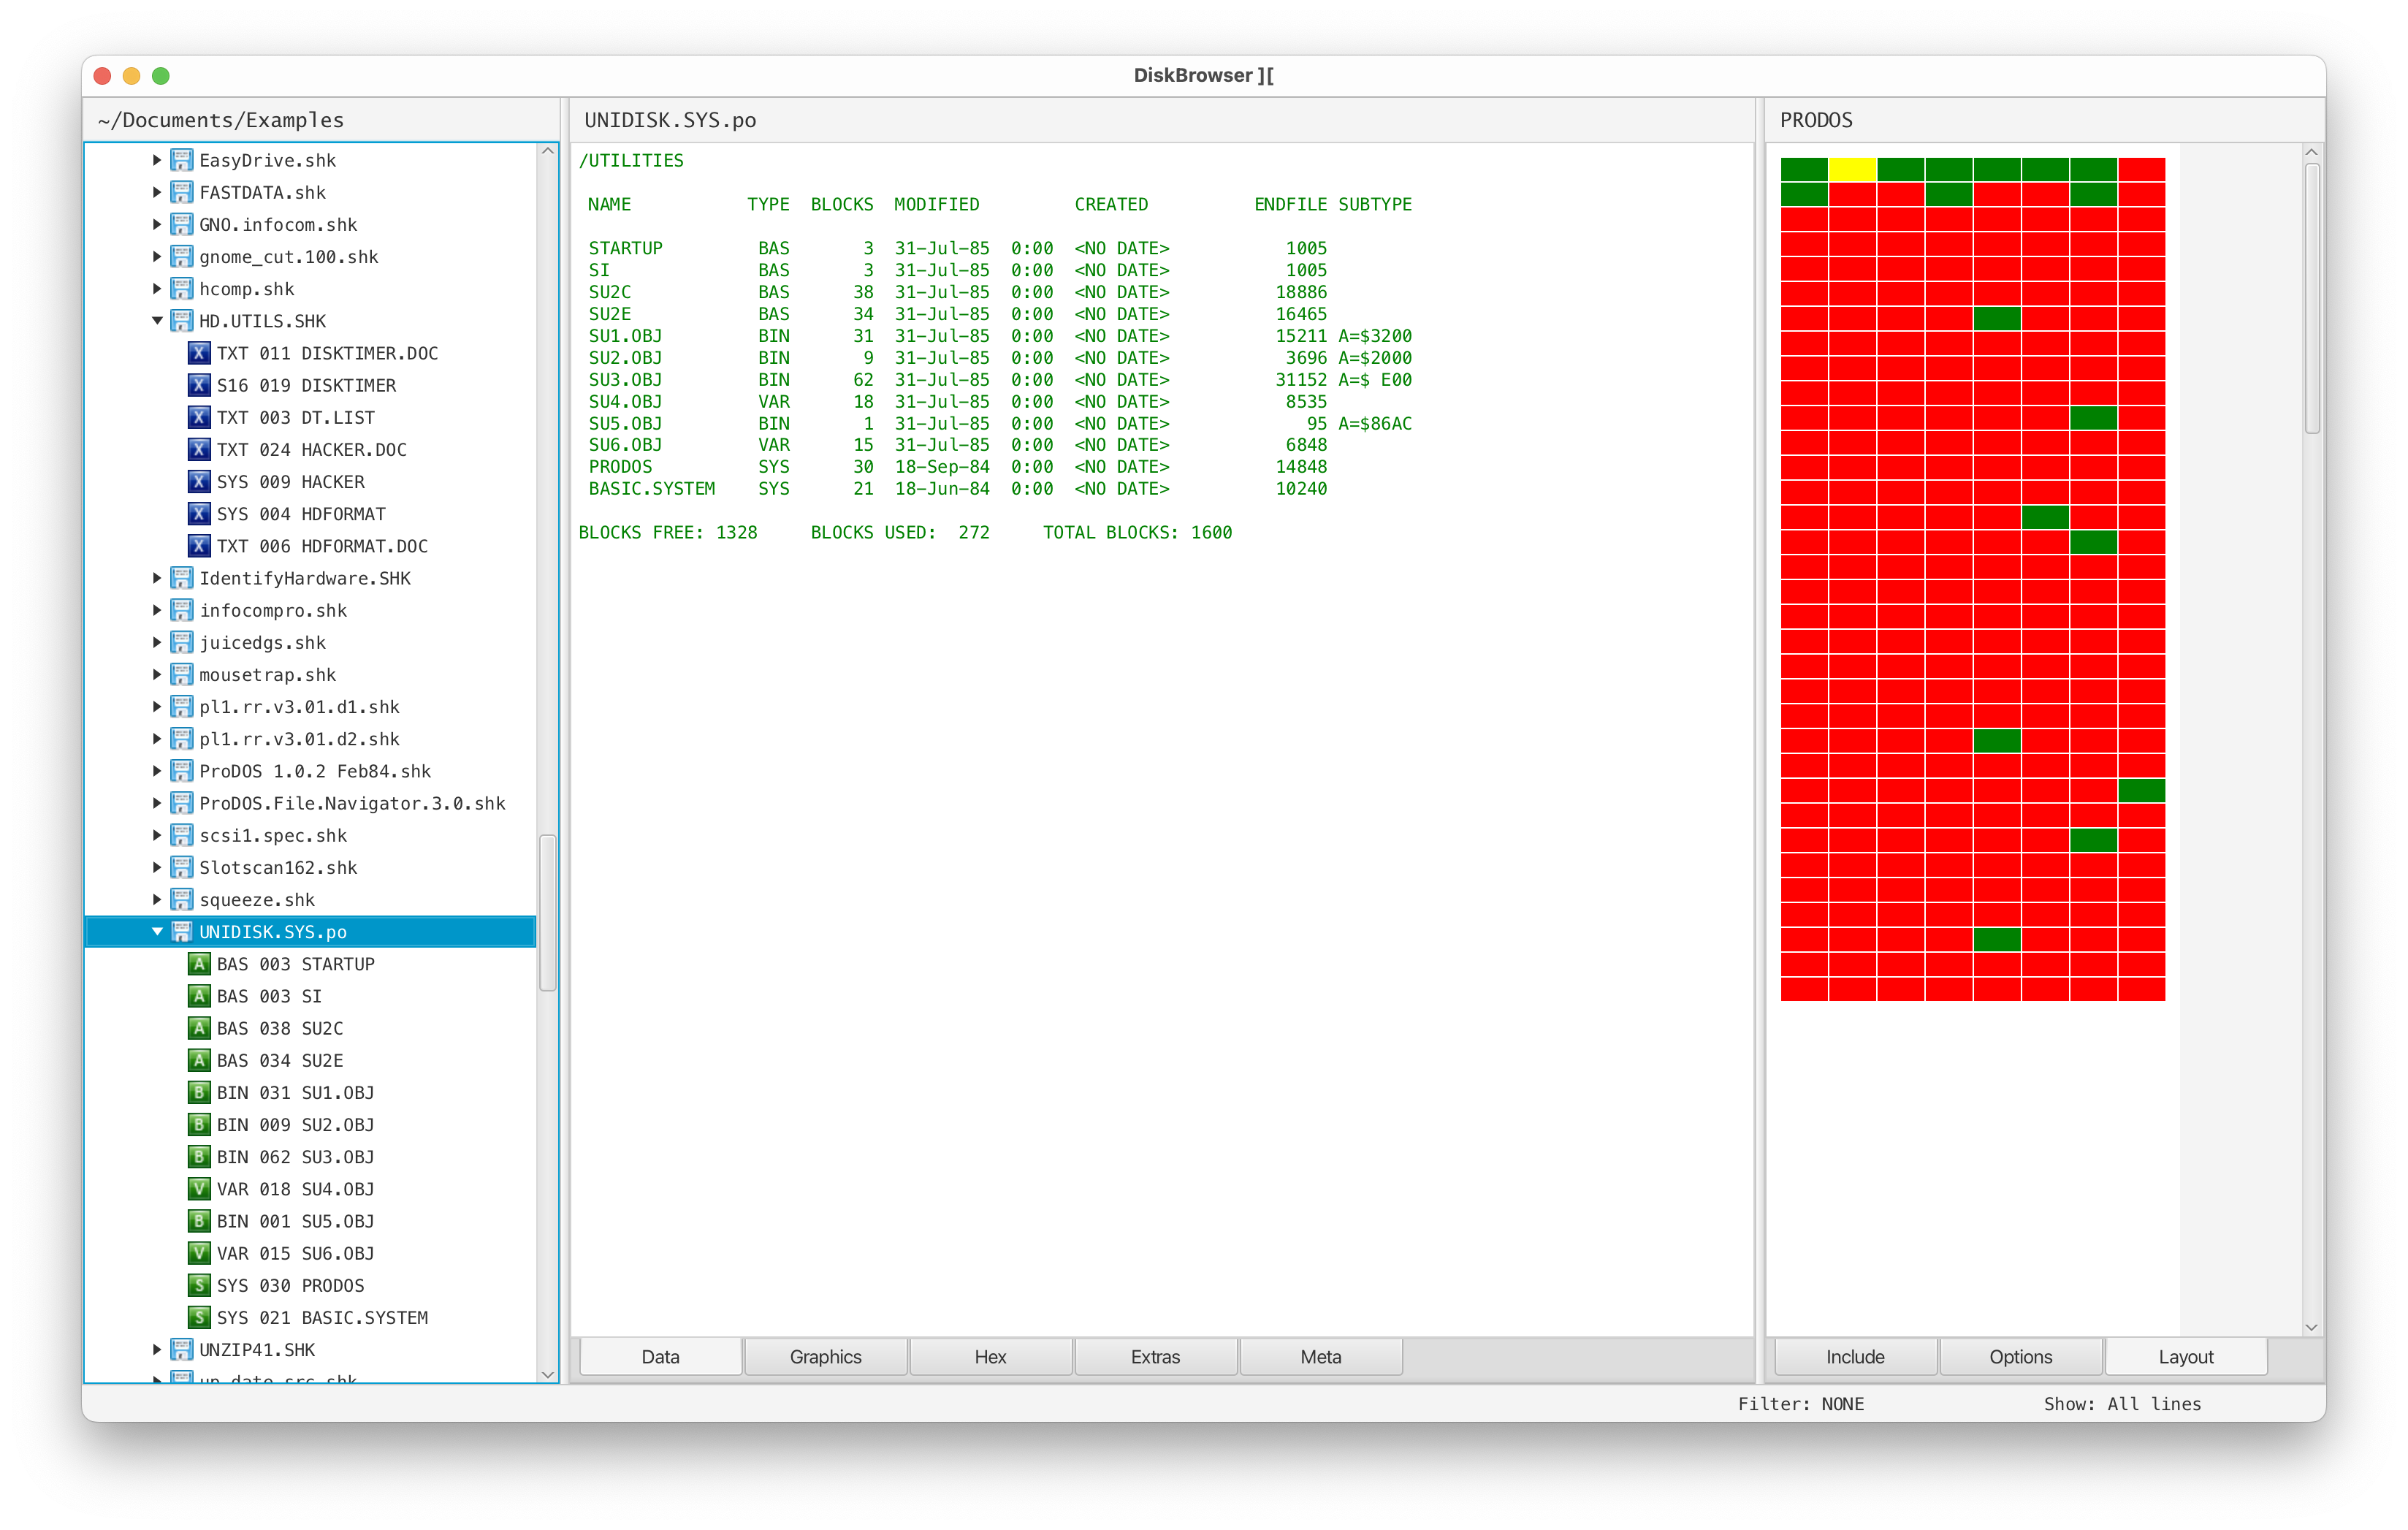 DiskBrowser ][
~/Documents/Examples
EasyDrive.shk
FASTDATA.shk
GNO.infocom.shk
gnome_cut.100.shk
hcomp.shk
HD.UTILS.SHK
X TXT 011 DISKTIMER.DOC
X S16 019 DISKTIMER
X TXT 003 DT.LIST
X TXT 024 HACKER.DOC
X SYS 009 HACKER
X SYS 004 HDFORMAT
X TXT 006 HDFORMAT.DOC
IdentifyHardware.SHK
infocompro.shk
juicedgs.shk
mousetrap.shk
pl1.rr.v3.01.d1.shk
pl1.rr.v3.01.d2.shk
ProDOS 1.0.2 Feb84.shk
ProDOS.File.Navigator.3.0.shk
scsi1.spec.shk
Slotscan162.shk
squeeze.shk
UNIDISK.SYS.po
A BAS 003 STARTUP
A BAS 003 SI
A BAS 038 SU2C
A BAS 034 SU2E
B BIN 031 SU1.OBJ
B BIN 009 SU2.OBJ
B BIN 062 SU3.OBJ
V VAR 018 SU4.OBJ
B BIN 001 SU5.OBJ
V VAR 015 SU6.OBJ
S SYS 030 PRODOS
S SYS 021 BASIC.SYSTEM
UNZIP41.SHK
UNIDISK.SYS.po
/UTILITIES
NAME TYPE BLOCKS MODIFIED CREATED ENDFILE SUBTYPE
STARTUP BAS 3 31-Jul-85 0:00 <NO DATE> 1005
SI BAS 3 31-Jul-85 0:00 <NO DATE> 1005
SU2C BAS 38 31-Jul-85 0:00 <NO DATE> 18886
SU2E BAS 34 31-Jul-85 0:00 <NO DATE> 16465
SU1.OBJ BIN 31 31-Jul-85 0:00 <NO DATE> 15211 A=$3200
SU2.OBJ BIN 9 31-Jul-85 0:00 <NO DATE> 3696 A=$2000
SU3.OBJ BIN 62 31-Jul-85 0:00 <NO DATE> 31152 A=$ E00
SU4.OBJ VAR 18 31-Jul-85 0:00 <NO DATE> 8535
SU5.OBJ BIN 1 31-Jul-85 0:00 <NO DATE> 95 A=$86AC
SU6.OBJ VAR 15 31-Jul-85 0:00 <NO DATE> 6848
PRODOS SYS 30 18-Sep-84 0:00 <NO DATE> 14848
BASIC.SYSTEM SYS 21 18-Jun-84 0:00 <NO DATE> 10240
BLOCKS FREE: 1328 BLOCKS USED: 272 TOTAL BLOCKS: 1600
Data Graphics Hex Extras Meta
PRODOS
Include Options Layout
Filter: NONE Show: All lines